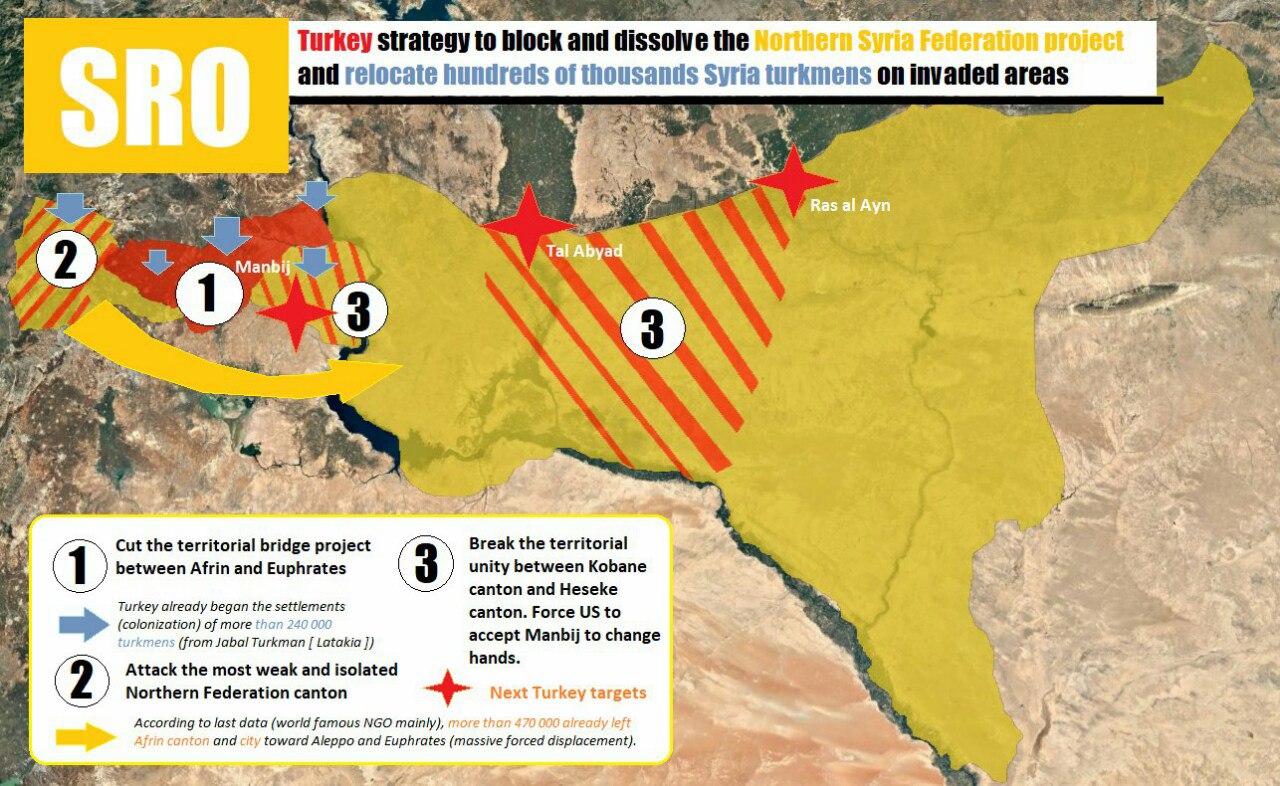 SRO
Turkey strategy to block and dissolve the Northern Syria Federation project
and relocate hundreds of thousands Syria turkmens on invaded areas
Ras al Ayn
Tal Abyad
2
Manbij
1
3
3
1
Cut the territorial bridge project
between Afrin and Euphrates
Turkey already began the settlements
(colonization) of more than 240 000
turkmens (from Jabal Turkman [ Latakia ])
2
Attack the most weak and isolated
Northern Federation canton
3
Break the territorial
unity between Kobane
canton and Heseke
canton. Force US to
accept Manbij to change
hands.
Next Turkey targets
According to last data (world famous NGO mainly), more than 470 000 already left
Afrin canton and city toward Aleppo and Euphrates (massive forced displacement).